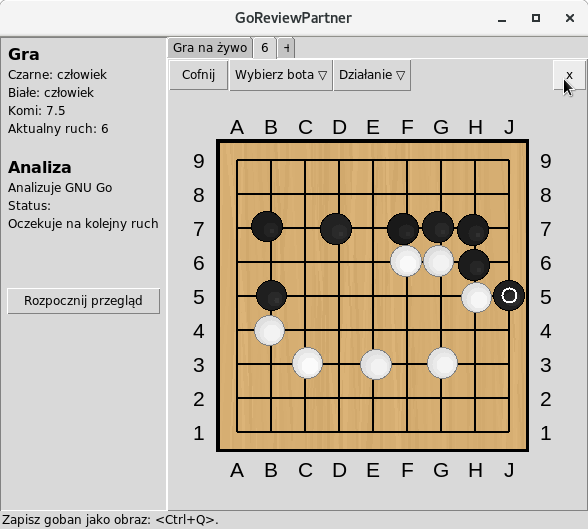 GoReviewPartner
Gra
Czarne: człowiek
Białe: człowiek
Komi: 7.5
Aktualny ruch: 6
Analiza
Analizuje GNU Go
Status:
Oczekuje na kolejny ruch
Rozpocznij przegląd
Gra na żywo 6 +
Cofnij Wybierz bota ▽ Działanie ▽ x
A B C D E F G H J
9 9
8 8
7 7
6 6
5 5
4 4
3 3
2 2
1 1
A B C D E F G H J
Zapisz goban jako obraz: <Ctrl+Q>.